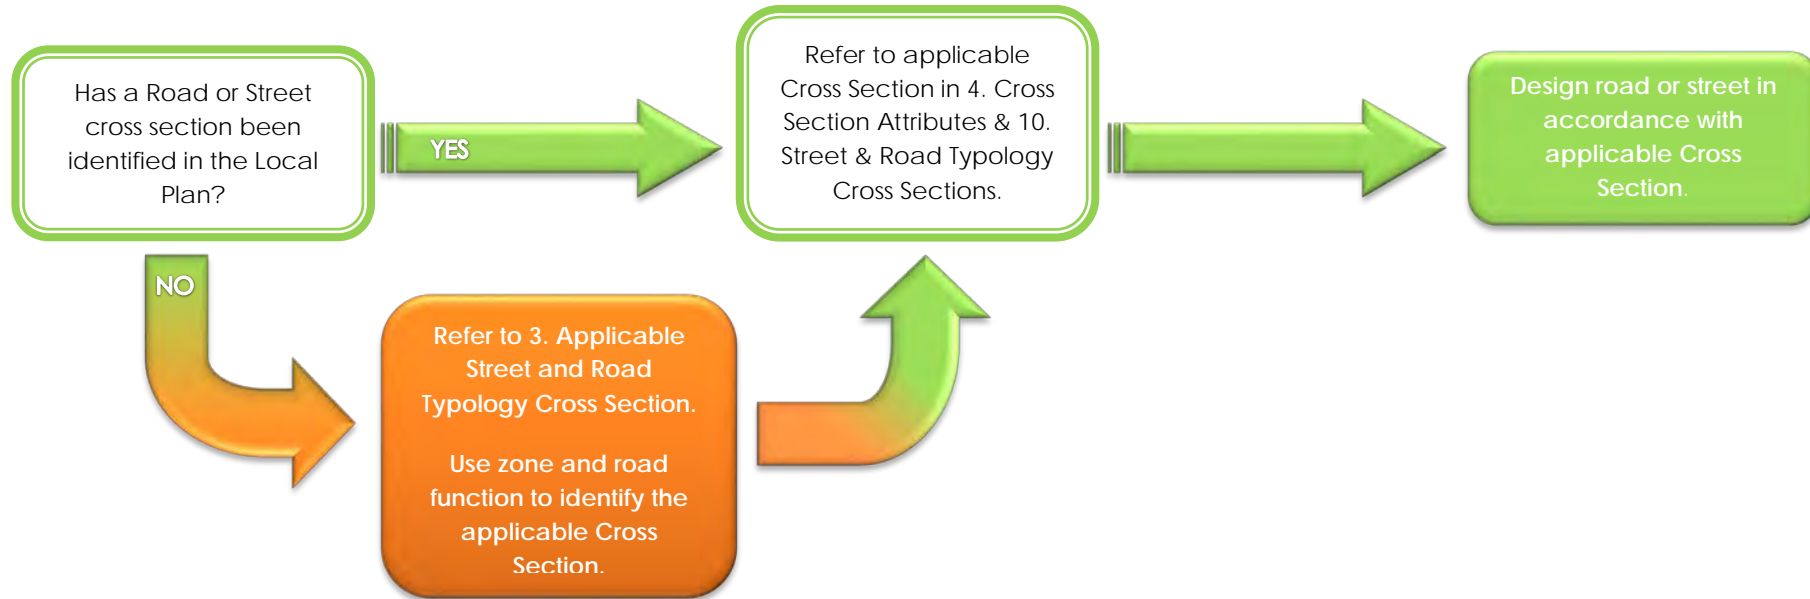 Has a Road or Street
cross section been
identified in the Local
Plan?
YES
Refer to applicable
Cross Section in 4. Cross
Section Attributes & 10.
Street & Road Typology
Cross Sections.
Design road or street in
accordance with
applicable Cross
Section.
NO
Refer to 3. Applicable
Street and Road
Typology Cross Section.
Use zone and road
function to identify the
applicable Cross
Section.